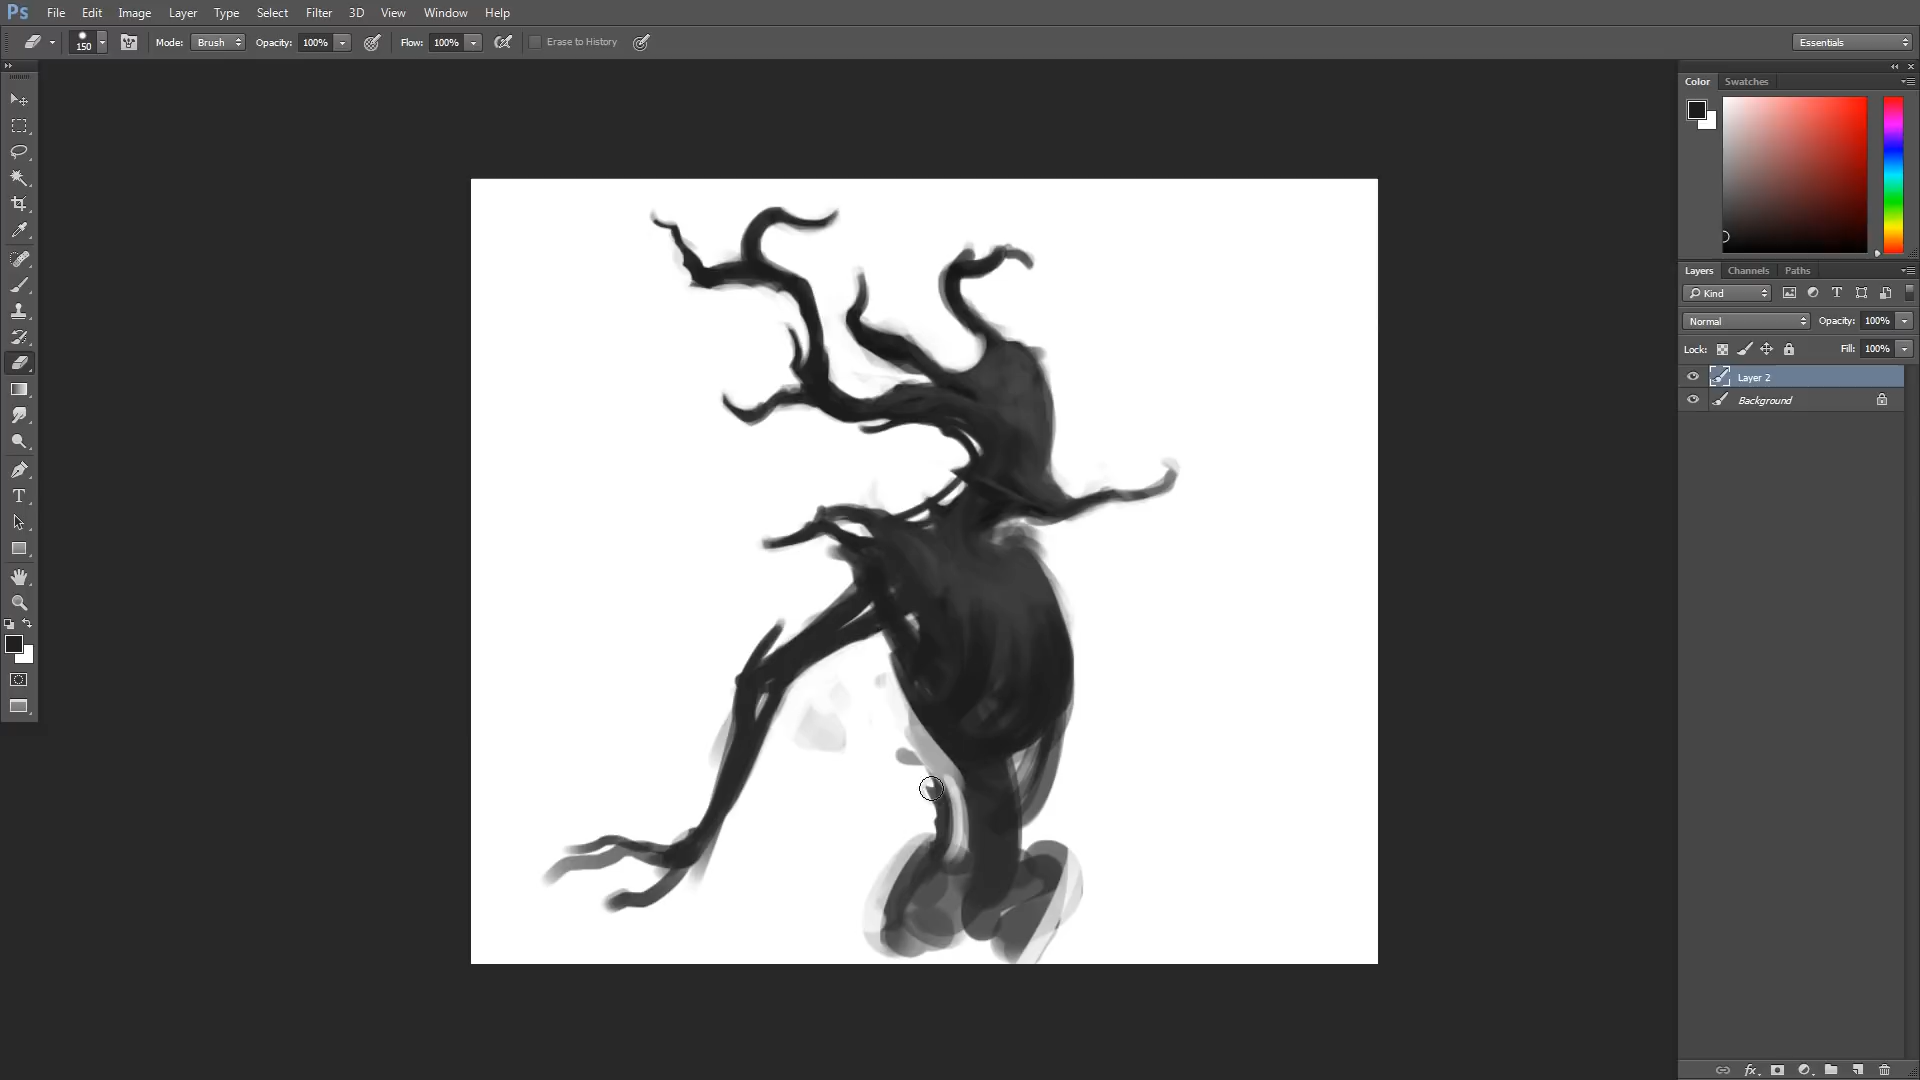 Ps File Edit Image Layer Type Select Filter 3D View Window Help
150 Mode: Brush Opacity: 100% Flow: 100% Erase to History Essentials
Color Swatches
Layers Channels Paths
Kind
Normal Opacity: 100%
Lock: Fill: 100%
Layer 2
Background